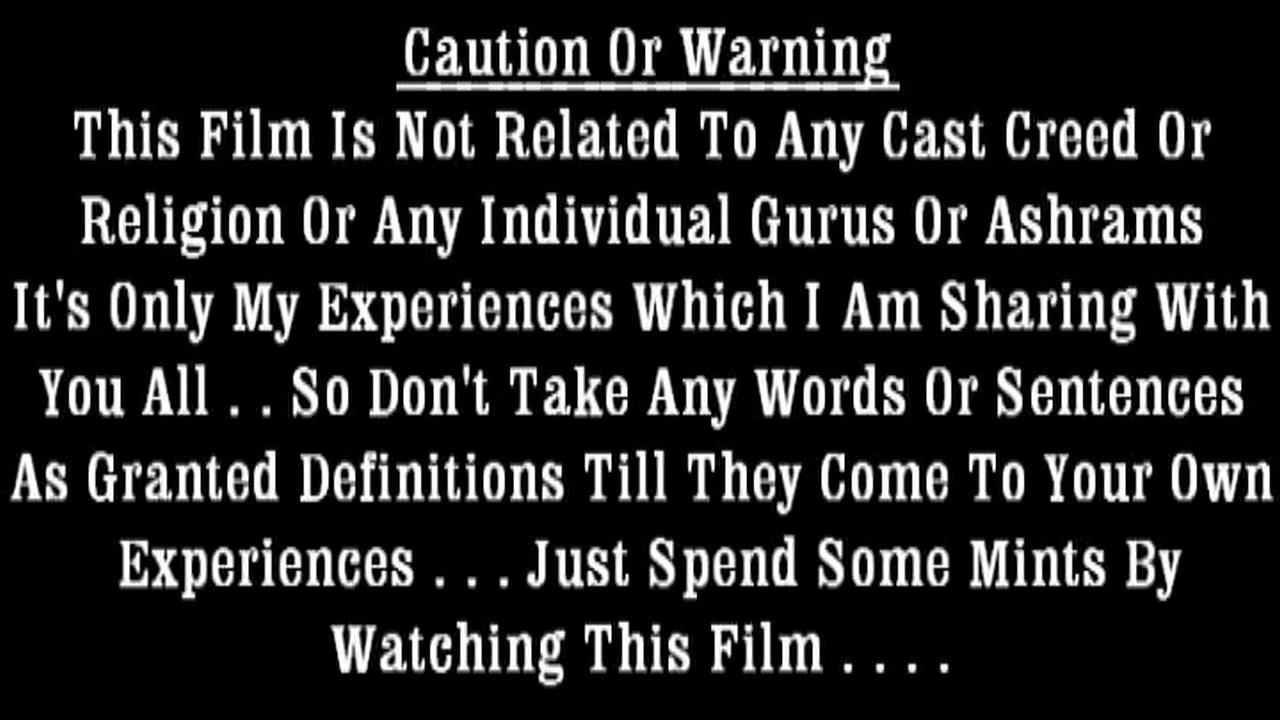 Caution Or Warning
This Film Is Not Related To Any Cast Creed Or
Religion Or Any Individual Gurus Or Ashrams
It's Only My Experiences Which I Am Sharing With
You All . . So Don't Take Any Words Or Sentences
As Granted Definitions Till They Come To Your Own
Experiences . . . Just Spend Some Mints By
Watching This Film . . . .